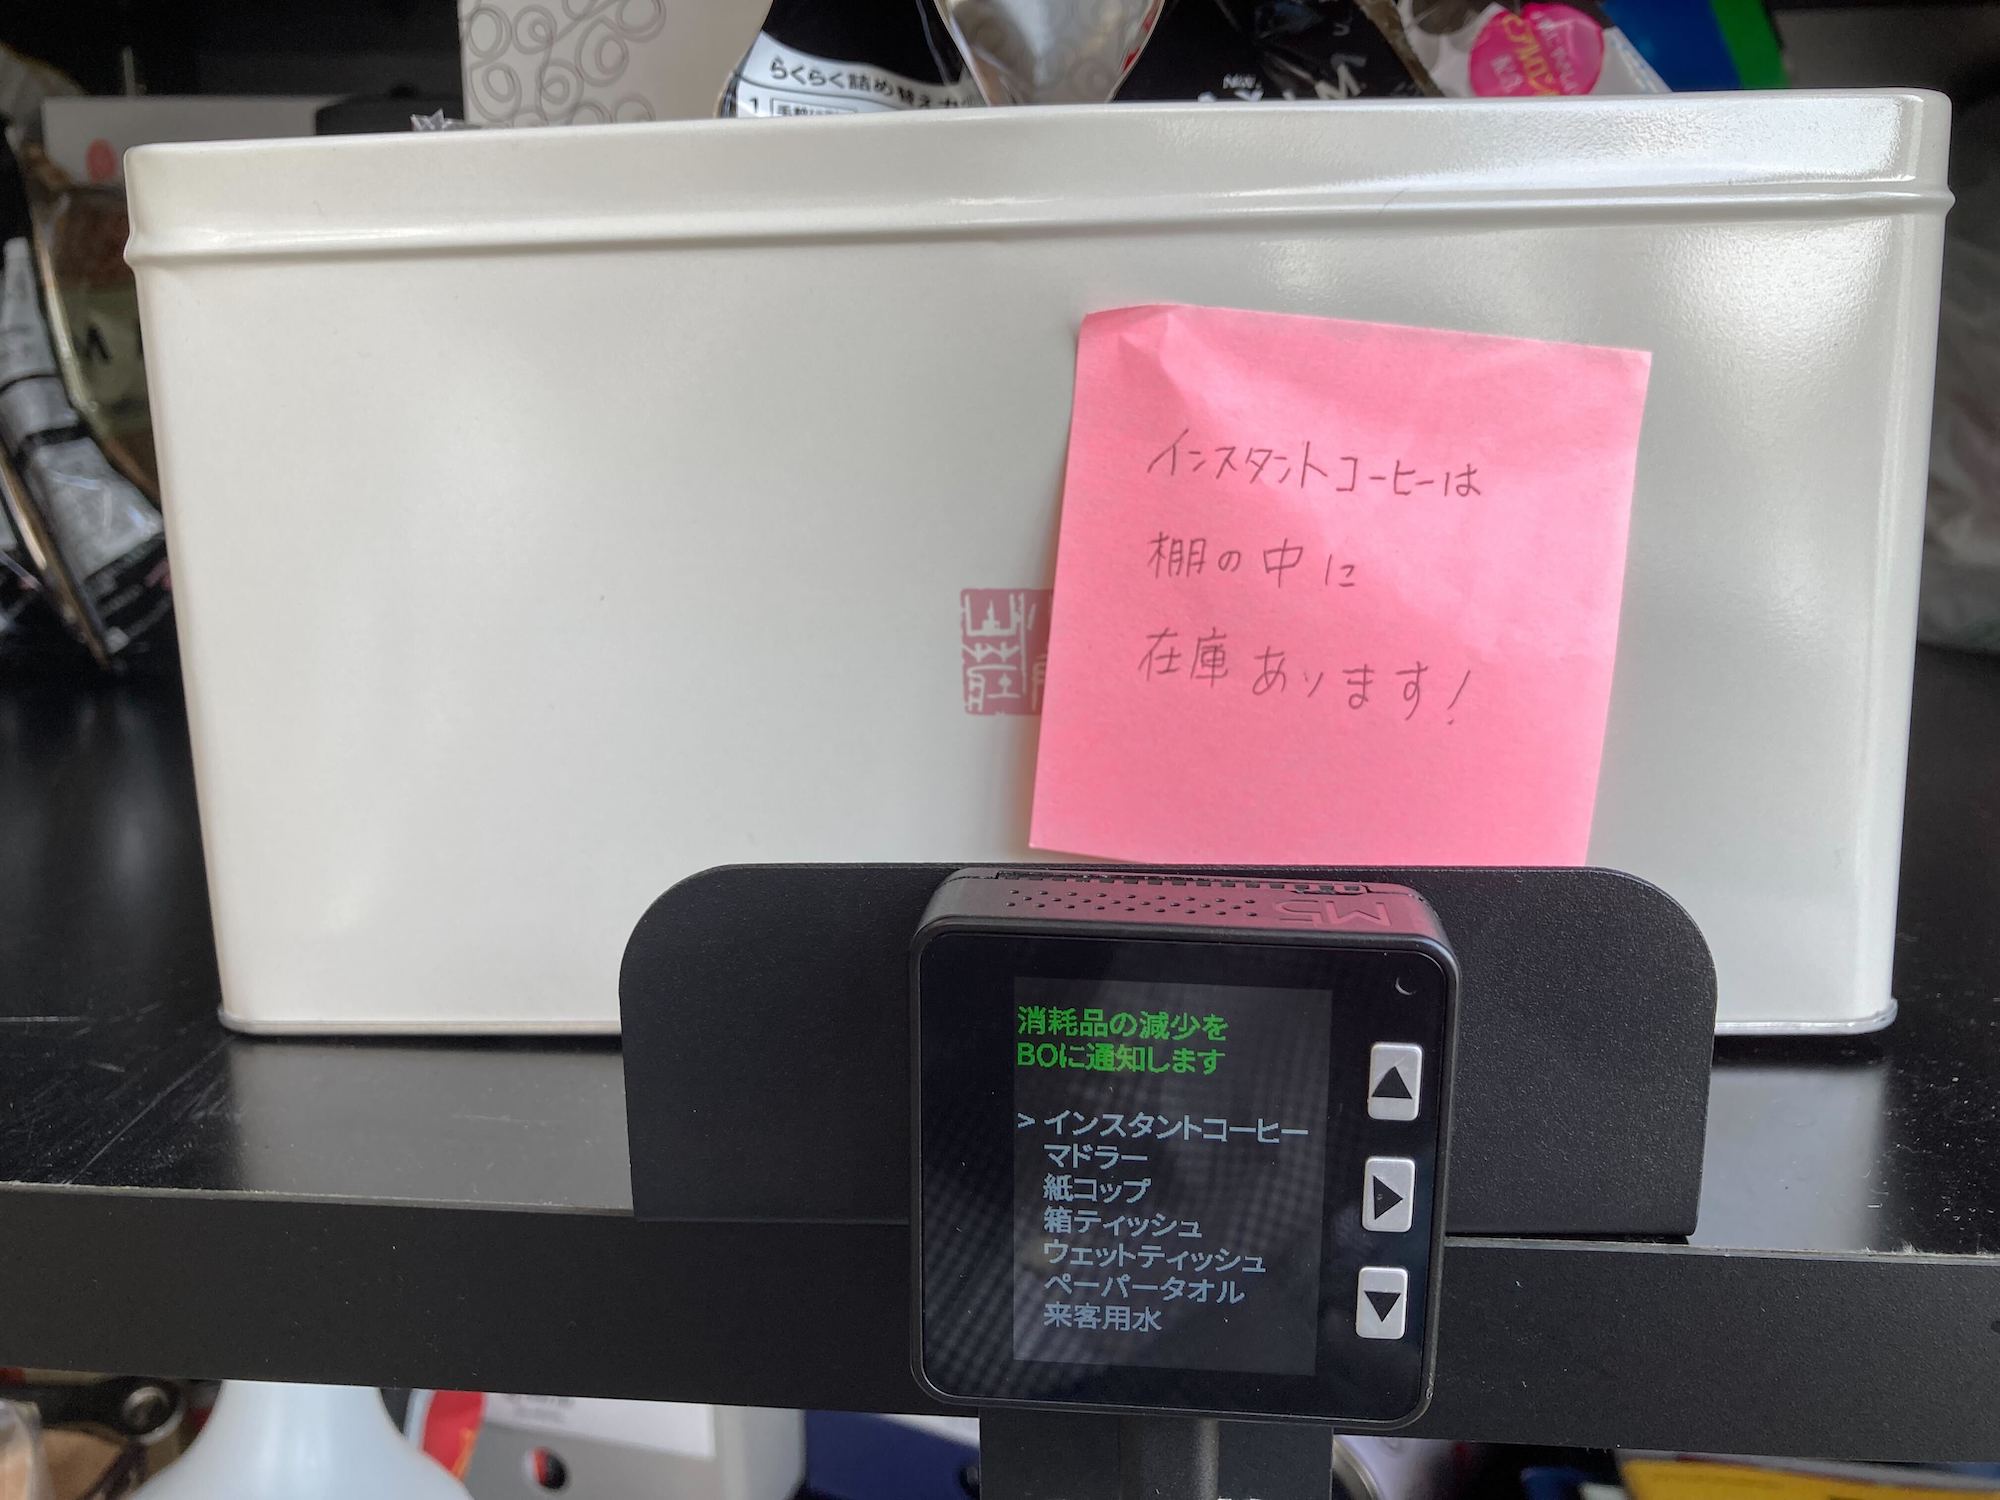 らくらく詰め替え
インスタントコーヒーは
棚の中に
在庫あります!
M5
消耗品の減少を
BOに通知します
> インスタントコーヒー
マドラー
紙コップ
箱ティッシュ
ウェットティッシュ
ペーパータオル
来客用水